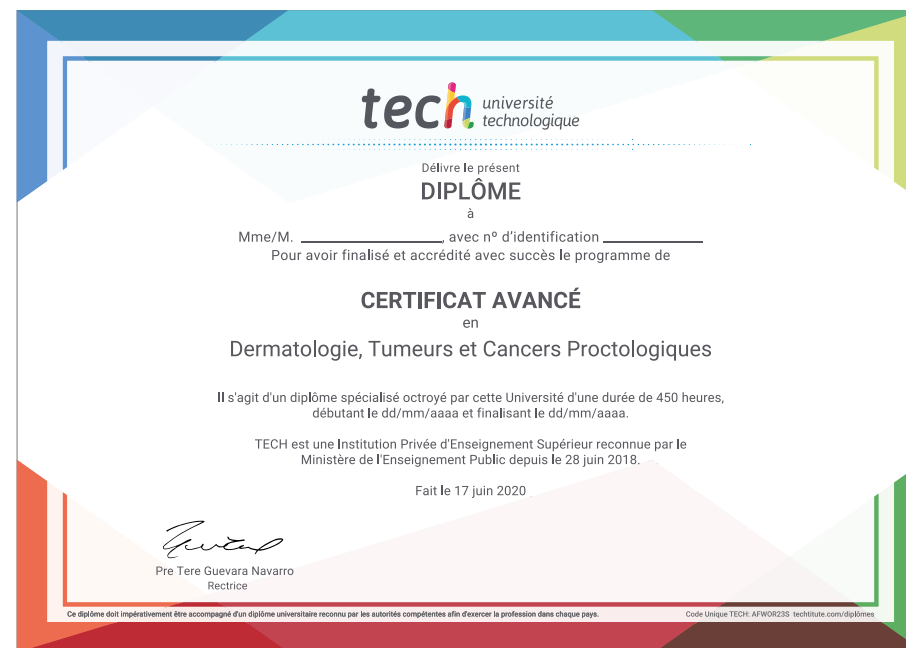 tech université
technologique
Délivre le présent
DIPLÔME
à
Mme/M. ____________________, avec nº d'identification ______________
Pour avoir finalisé et accrédité avec succès le programme de
CERTIFICAT AVANCÉ
en
Dermatologie, Tumeurs et Cancers Proctologiques
Il s'agit d'un diplôme spécialisé octroyé par cette Université d'une durée de 450 heures,
débutant le dd/mm/aaaa et finalisant le dd/mm/aaaa.
TECH est une Institution Privée d'Enseignement Supérieur reconnue par le
Ministère de l'Enseignement Public depuis le 28 juin 2018.
Fait le 17 juin 2020
Pre Tere Guevara Navarro
Rectrice
Ce diplôme doit impérativement être accompagné d'un diplôme universitaire reconnu par les autorités compétentes afin d'exercer la profession dans chaque pays.
Code Unique TECH: AFWOR23S techtitute.com/diplômes